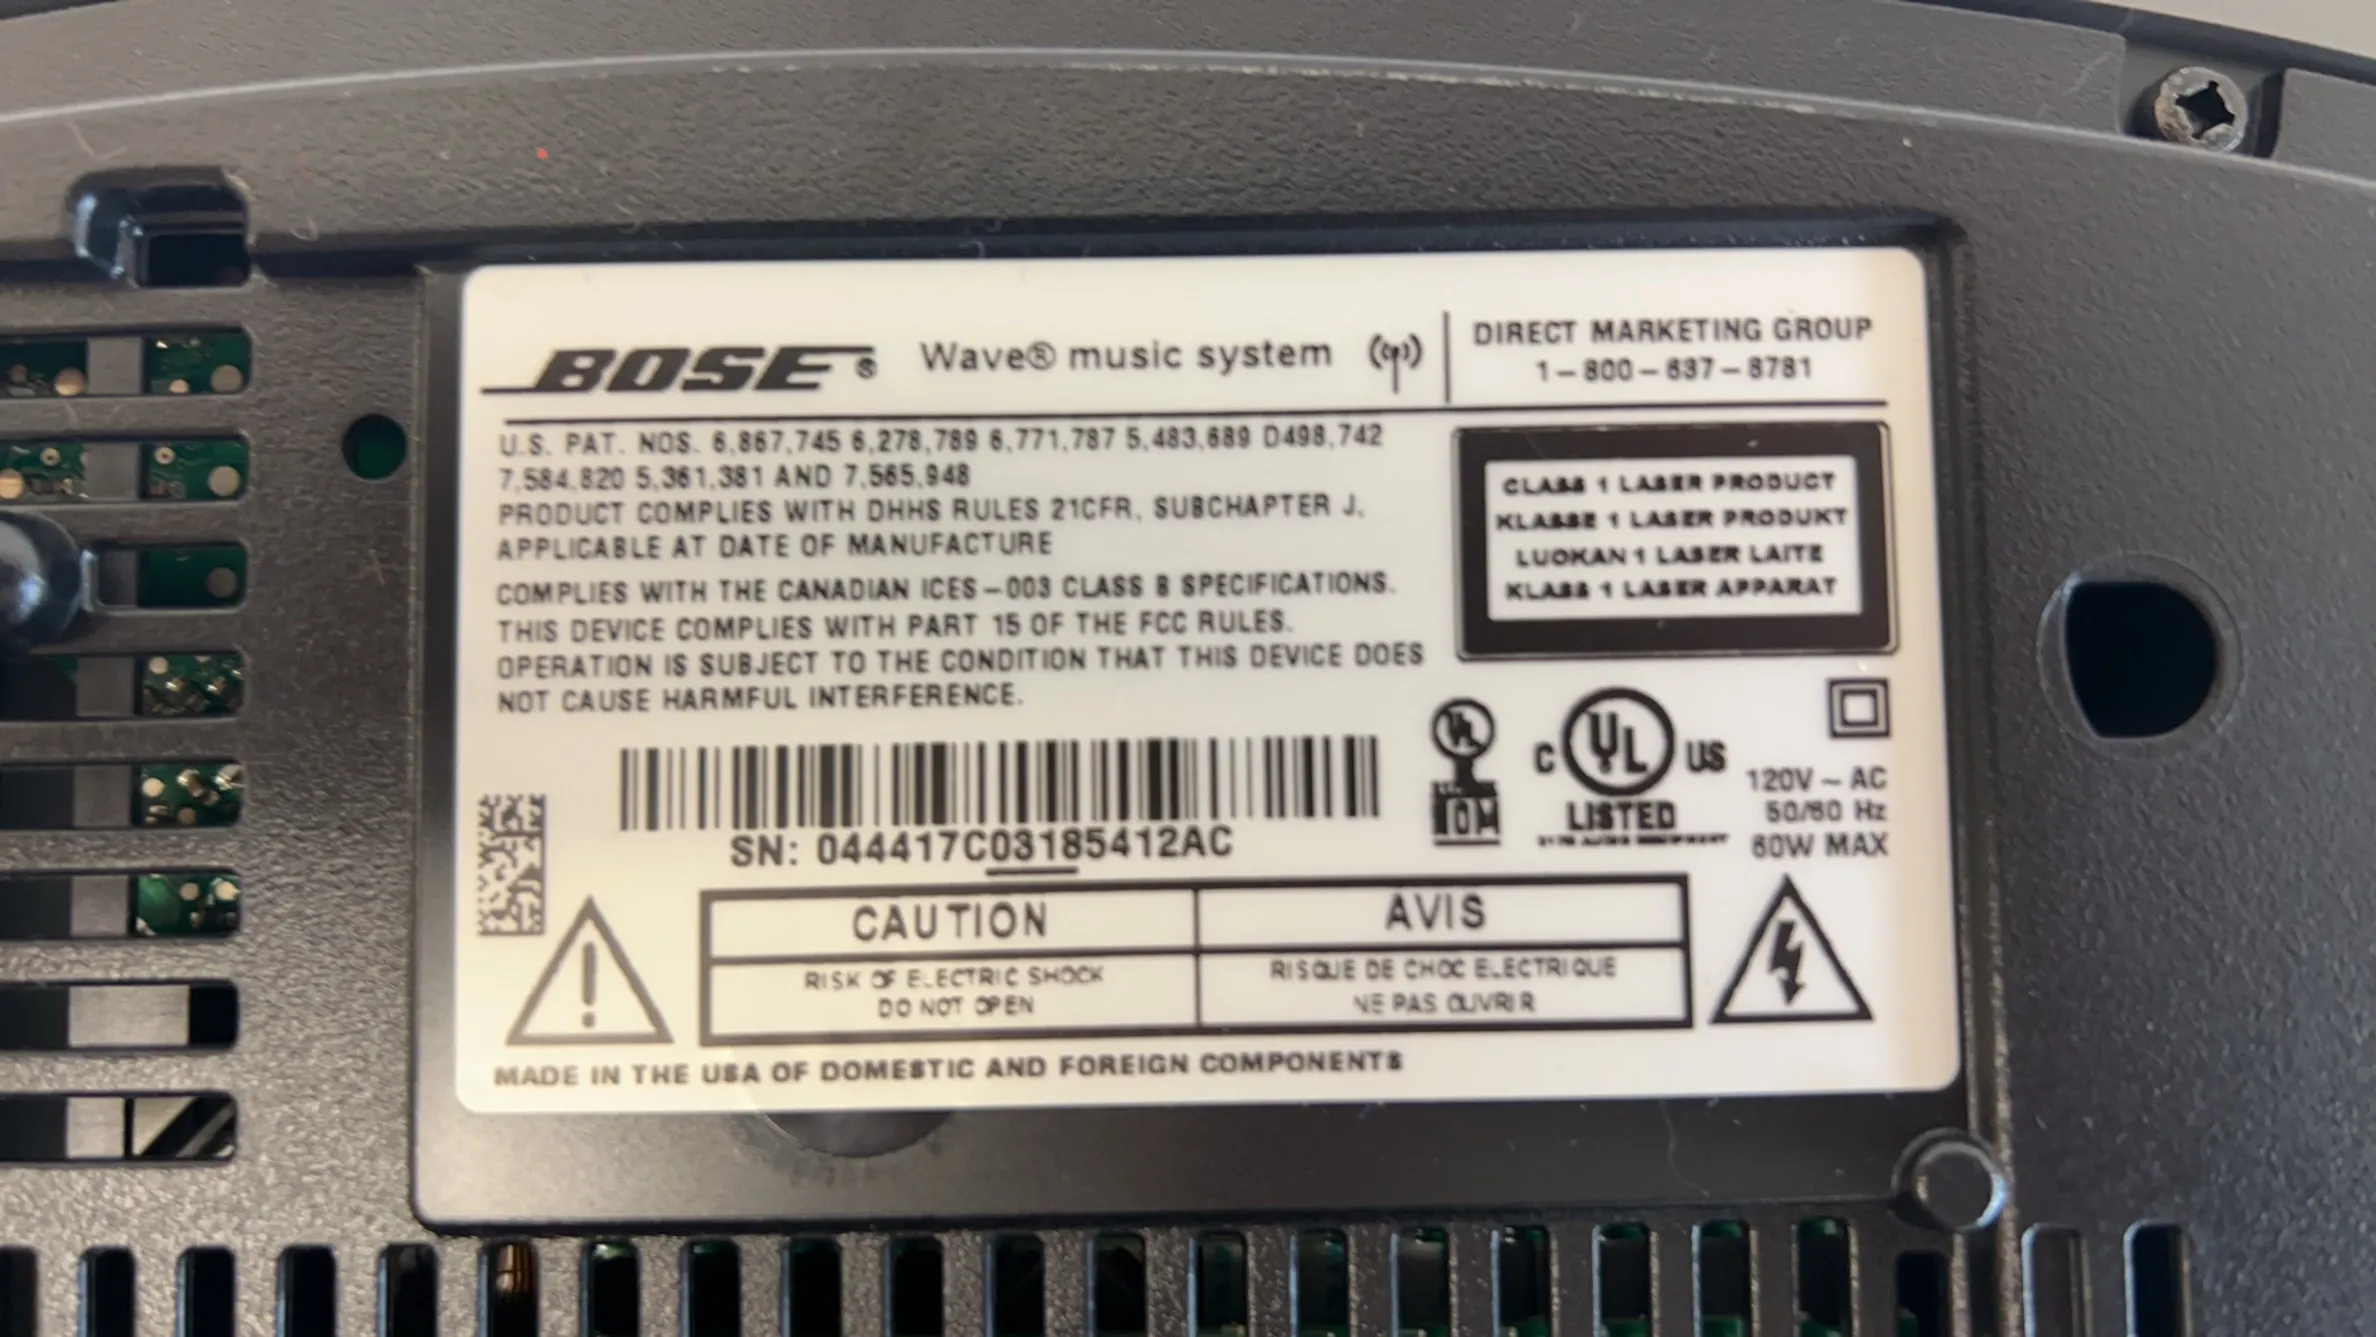 BOSE® Wave® music system
DIRECT MARKETING GROUP
1-800-637-8781
U.S. PAT. NOS. 6,867,745 6,278,789 6,771,787 5,483,689 D498,742
7,584,820 5,361,381 AND 7,565,948
PRODUCT COMPLIES WITH DHHS RULES 21CFR, SUBCHAPTER J,
APPLICABLE AT DATE OF MANUFACTURE
COMPLIES WITH THE CANADIAN ICES-003 CLASS B SPECIFICATIONS.
THIS DEVICE COMPLIES WITH PART 15 OF THE FCC RULES.
OPERATION IS SUBJECT TO THE CONDITION THAT THIS DEVICE DOES
NOT CAUSE HARMFUL INTERFERENCE.
CLASS 1 LASER PRODUCT
KLASSE 1 LASER PRODUKT
LUOKAN 1 LASER LAITE
KLASS 1 LASER APPARAT
UL
C UL US
LISTED
120V ~ AC
50/60 Hz
60W MAX
SN: 044417C03185412AC
CAUTION
RISK OF ELECTRIC SHOCK
DO NOT OPEN
AVIS
RISQUE DE CHOC ELECTRIQUE
NE PAS OUVRIR
MADE IN THE USA OF DOMESTIC AND FOREIGN COMPONENTS